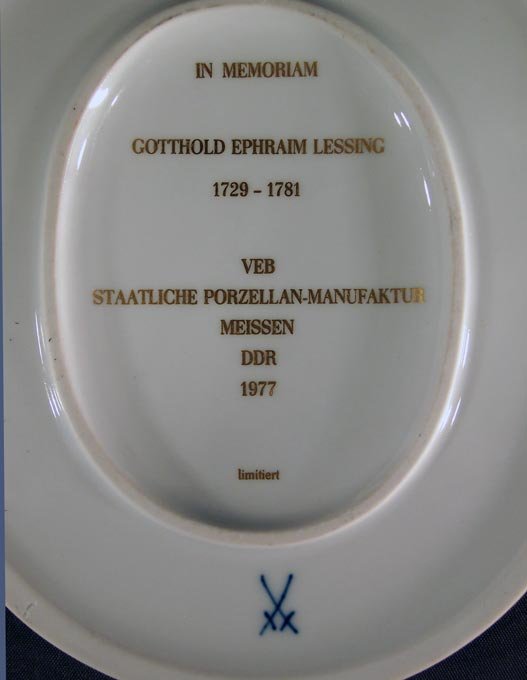 IN MEMORIAM
GOTTHOLD EPHRAIM LESSING
1729 - 1781
VEB
STAATLICHE PORZELLAN-MANUFAKTUR
MEISSEN
DDR
1977
limitiert